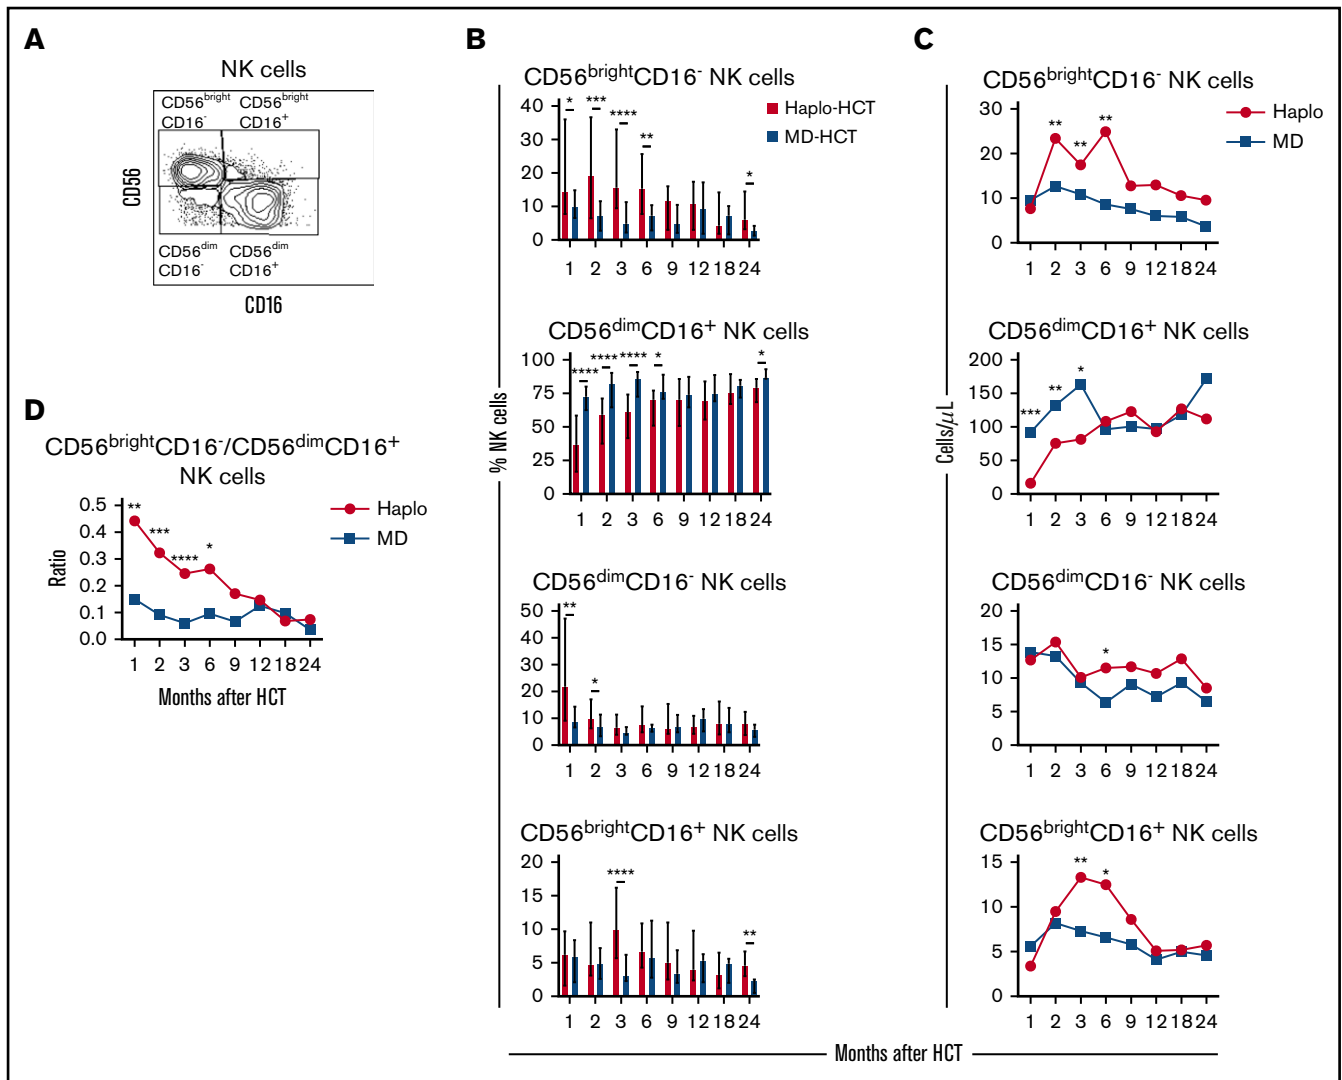 A
NK cells
CD56bright CD56bright
CD16- CD16+
CD56
CD56dim CD56dim
CD16- CD16+
CD16
B
CD56brightCD16- NK cells
Haplo-HCT
MD-HCT
* *** **** ** *
40
30
20
10
0
1 2 3 6 9 12 18 24
CD56dimCD16+ NK cells
**** **** **** * *
100
75
50
25
0
1 2 3 6 9 12 18 24
% NK cells
CD56dimCD16- NK cells
** *
50
40
30
20
10
0
1 2 3 6 9 12 18 24
CD56brightCD16+ NK cells
**** **
20
15
10
5
0
1 2 3 6 9 12 18 24
C
CD56brightCD16- NK cells
Haplo
MD
** ** **
30
20
10
0
1 2 3 6 9 12 18 24
CD56dimCD16+ NK cells
*** ** *
200
150
100
50
0
1 2 3 6 9 12 18 24
Cells/µL
CD56dimCD16- NK cells
*
20
15
10
5
0
1 2 3 6 9 12 18 24
CD56brightCD16+ NK cells
** *
15
10
5
0
1 2 3 6 9 12 18 24
Months after HCT
D
CD56brightCD16-/CD56dimCD16+
NK cells
Haplo
MD
** *** **** *
0.5
0.4
0.3
0.2
0.1
0.0
Ratio
1 2 3 6 9 12 18 24
Months after HCT